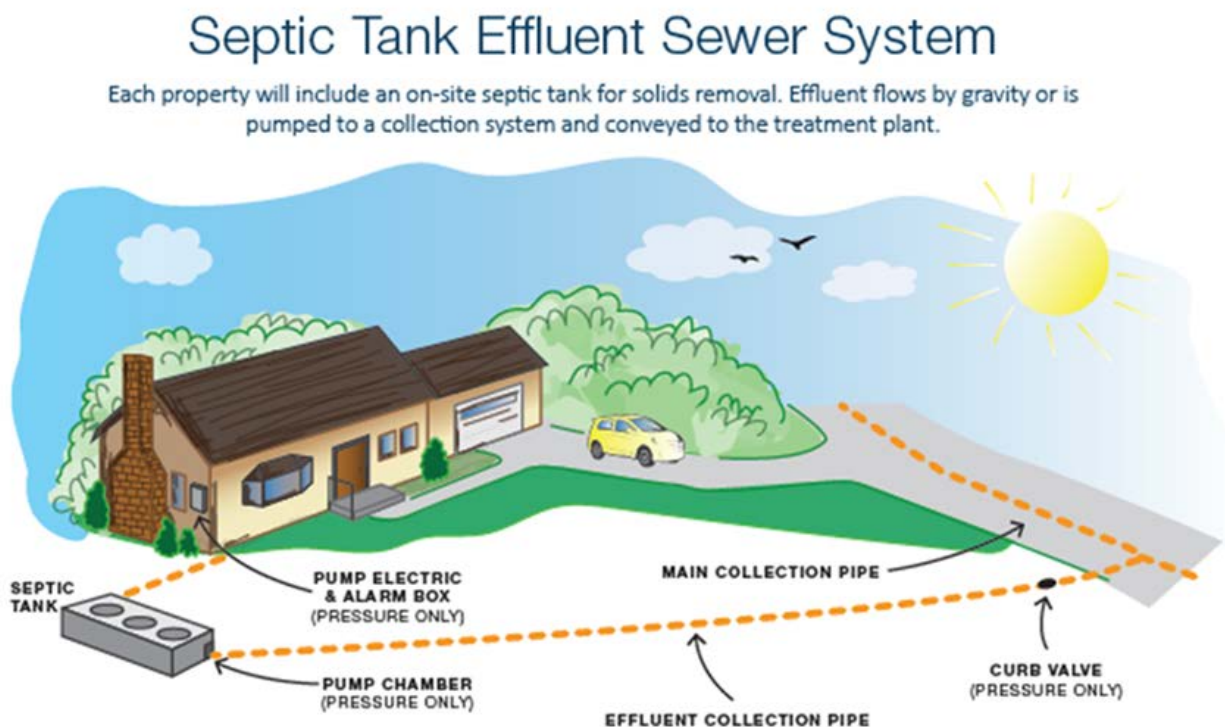 Septic Tank Effluent Sewer System
Each property will include an on-site septic tank for solids removal. Effluent flows by gravity or is
pumped to a collection system and conveyed to the treatment plant.
SEPTIC
TANK
PUMP ELECTRIC
& ALARM BOX
(PRESSURE ONLY)
MAIN COLLECTION PIPE
PUMP CHAMBER
(PRESSURE ONLY)
EFFLUENT COLLECTION PIPE
CURB VALVE
(PRESSURE ONLY)